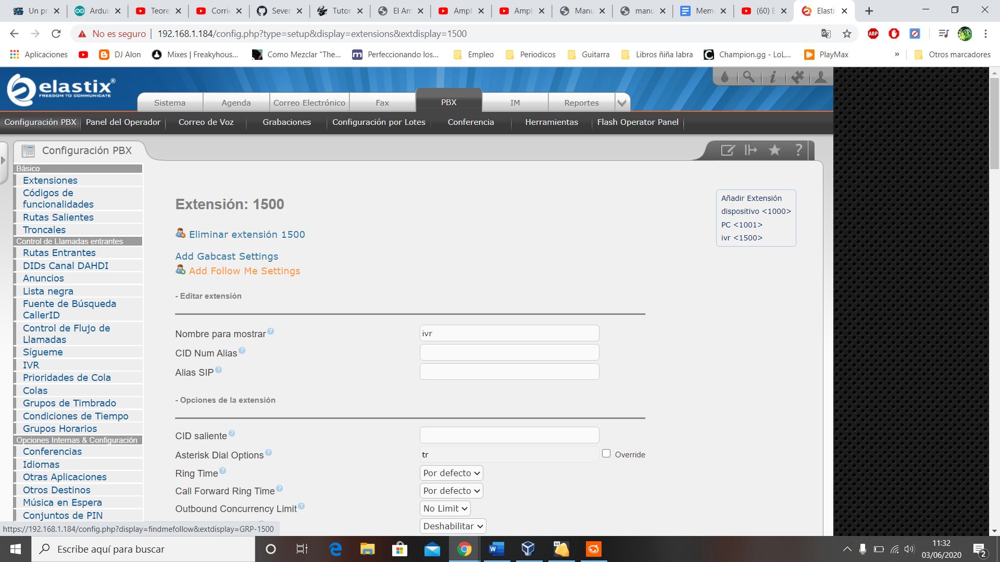 Un pr
Ardui
Teore
Corrie
Sever
Tutor
El Am
Ampl
Ampl
Manu
manu
Mem
(60) E
Elasti
No es seguro
192.168.1.184/config.php?type=setup&display=extensions&extdisplay=1500
ABP
Aplicaciones
DJ Alon
Mixes | Freakyhous...
Como Mezclar "The...
Perfeccionando los...
Empleo
Periodicos
Guitarra
Libros ñiña labra
Champion.gg - LoL...
PlayMax
»
Otros marcadores
elastix®
FREEDOM TO COMMUNICATE
Sistema
Agenda
Correo Electrónico
Fax
PBX
IM
Reportes
Configuración PBX
Panel del Operador
Correo de Voz
Grabaciones
Configuración por Lotes
Conferencia
Herramientas
Flash Operator Panel
Configuración PBX
Básico
Extensiones
Códigos de
funcionalidades
Rutas Salientes
Troncales
Control de Llamadas entrantes
Rutas Entrantes
DIDs Canal DAHDI
Anuncios
Lista negra
Fuente de Búsqueda
CallerID
Control de Flujo de
Llamadas
Sígueme
IVR
Prioridades de Cola
Colas
Grupos de Timbrado
Condiciones de Tiempo
Grupos Horarios
Opciones Internas & Configuración
Conferencias
Idiomas
Otras Aplicaciones
Otros Destinos
Música en Espera
Conjuntos de PIN
Extensión: 1500
Eliminar extensión 1500
Add Gabcast Settings
Add Follow Me Settings
- Editar extensión
Nombre para mostrar? ivr
CID Num Alias?
Alias SIP?
- Opciones de la extensión
CID saliente?
Asterisk Dial Options? tr Override
Ring Time? Por defecto
Call Forward Ring Time? Por defecto
Outbound Concurrency Limit? No Limit
Deshabilitar
Añadir Extensión
dispositivo <1000>
PC <1001>
ivr <1500>
https://192.168.1.184/config.php?display=findmefollow&extdisplay=GRP-1500
Escribe aquí para buscar
64
11:32
03/06/2020
2